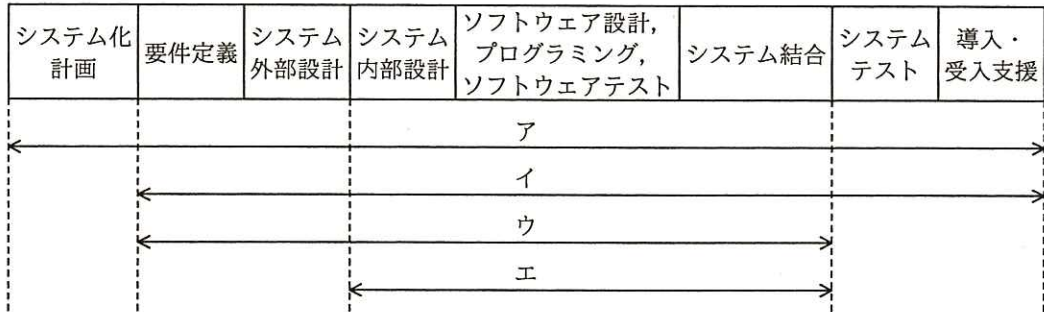 システム化
計画
要件定義
システム
外部設計
システム
内部設計
ソフトウェア設計,
プログラミング,
ソフトウェアテスト
システム結合
システム
テスト
導入・
受入支援
ア
イ
ウ
エ